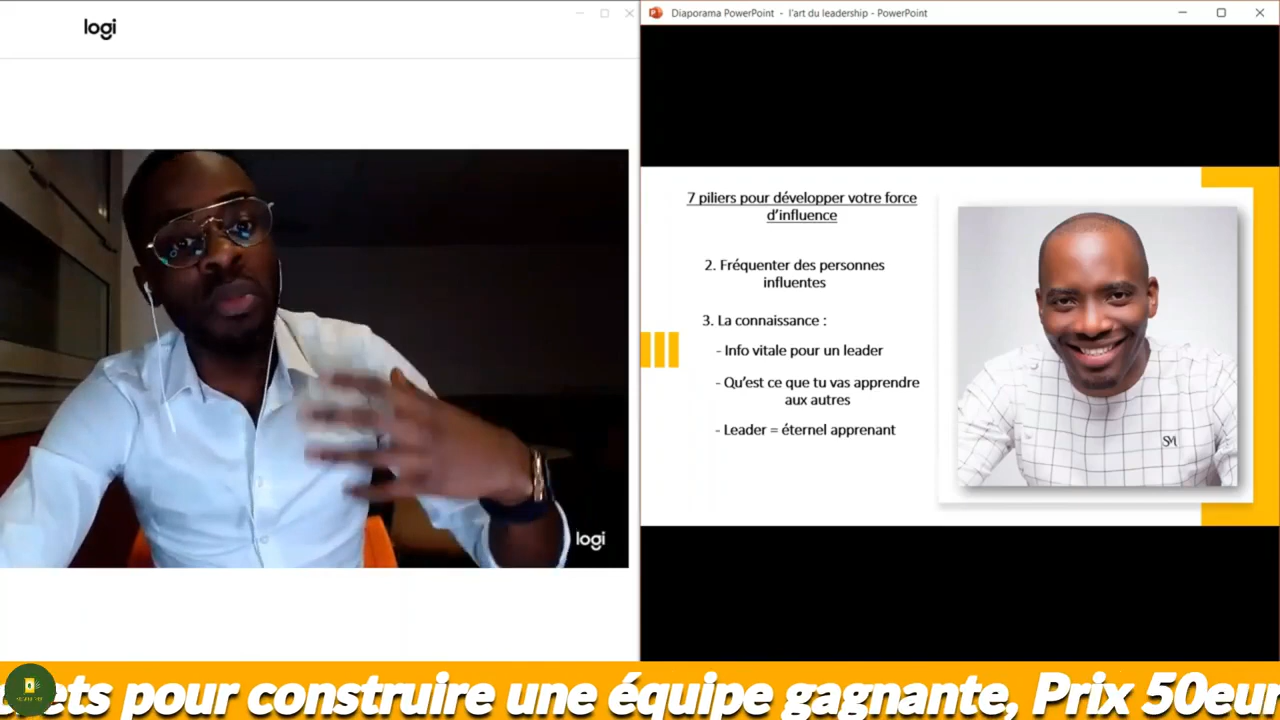 logi
Diaporama PowerPoint - l'art du leadership - PowerPoint
7 piliers pour développer votre force
d'influence
2. Fréquenter des personnes
influentes
3. La connaissance :
- Info vitale pour un leader
- Qu'est ce que tu vas apprendre
aux autres
- Leader = éternel apprenant
SM
logi
pour construire une équipe gagnante, Prix 50eur